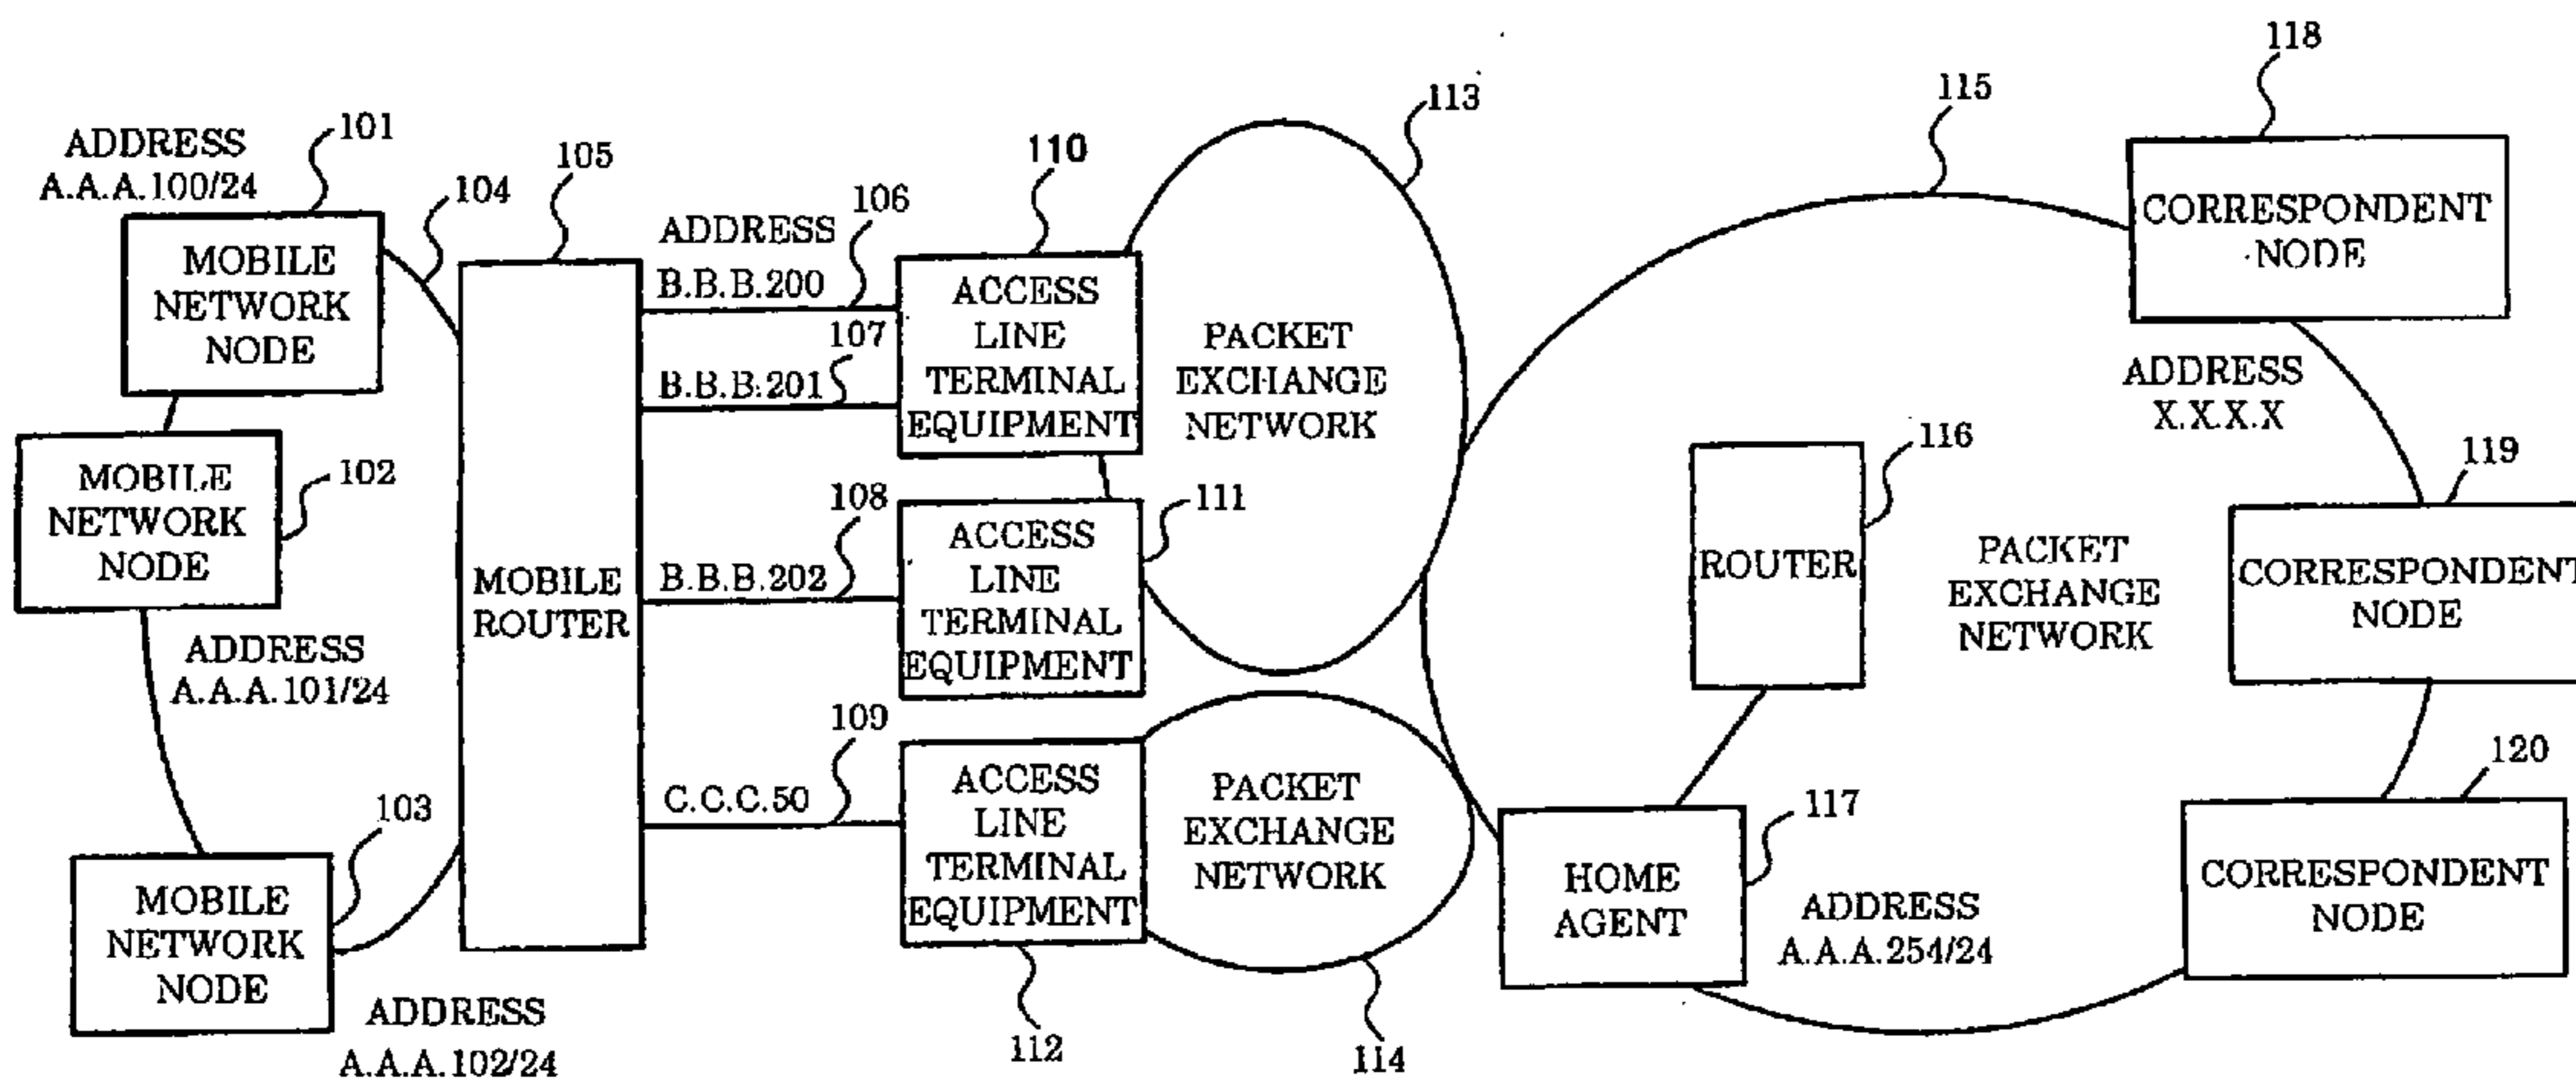 118
113
115
ADDRESS
A.A.A.100/24
101
104
105
110
106
ADDRESS
MOBILE
NETWORK
NODE
B.B.B.200
107
B.B.B.201
ACCESS
LINE
TERMINAL
EQUIPMENT
PACKET
EXCHANGE
NETWORK
CORRESPONDENT
NODE
ADDRESS
X.X.X.X
MOBILE
NETWORK
NODE
102
108
B.B.B.202
ACCESS
LINE
TERMINAL
EQUIPMENT
111
MOBILE
ROUTER
ROUTER
116
PACKET
EXCHANGE
NETWORK
119
CORRESPONDENT
NODE
ADDRESS
A.A.A.101/24
109
C.C.C.50
ACCESS
LINE
TERMINAL
EQUIPMENT
PACKET
EXCHANGE
NETWORK
117
120
103
MOBILE
NETWORK
NODE
HOME
AGENT
ADDRESS
A.A.A.254/24
CORRESPONDENT
NODE
ADDRESS
A.A.A.102/24
112
114